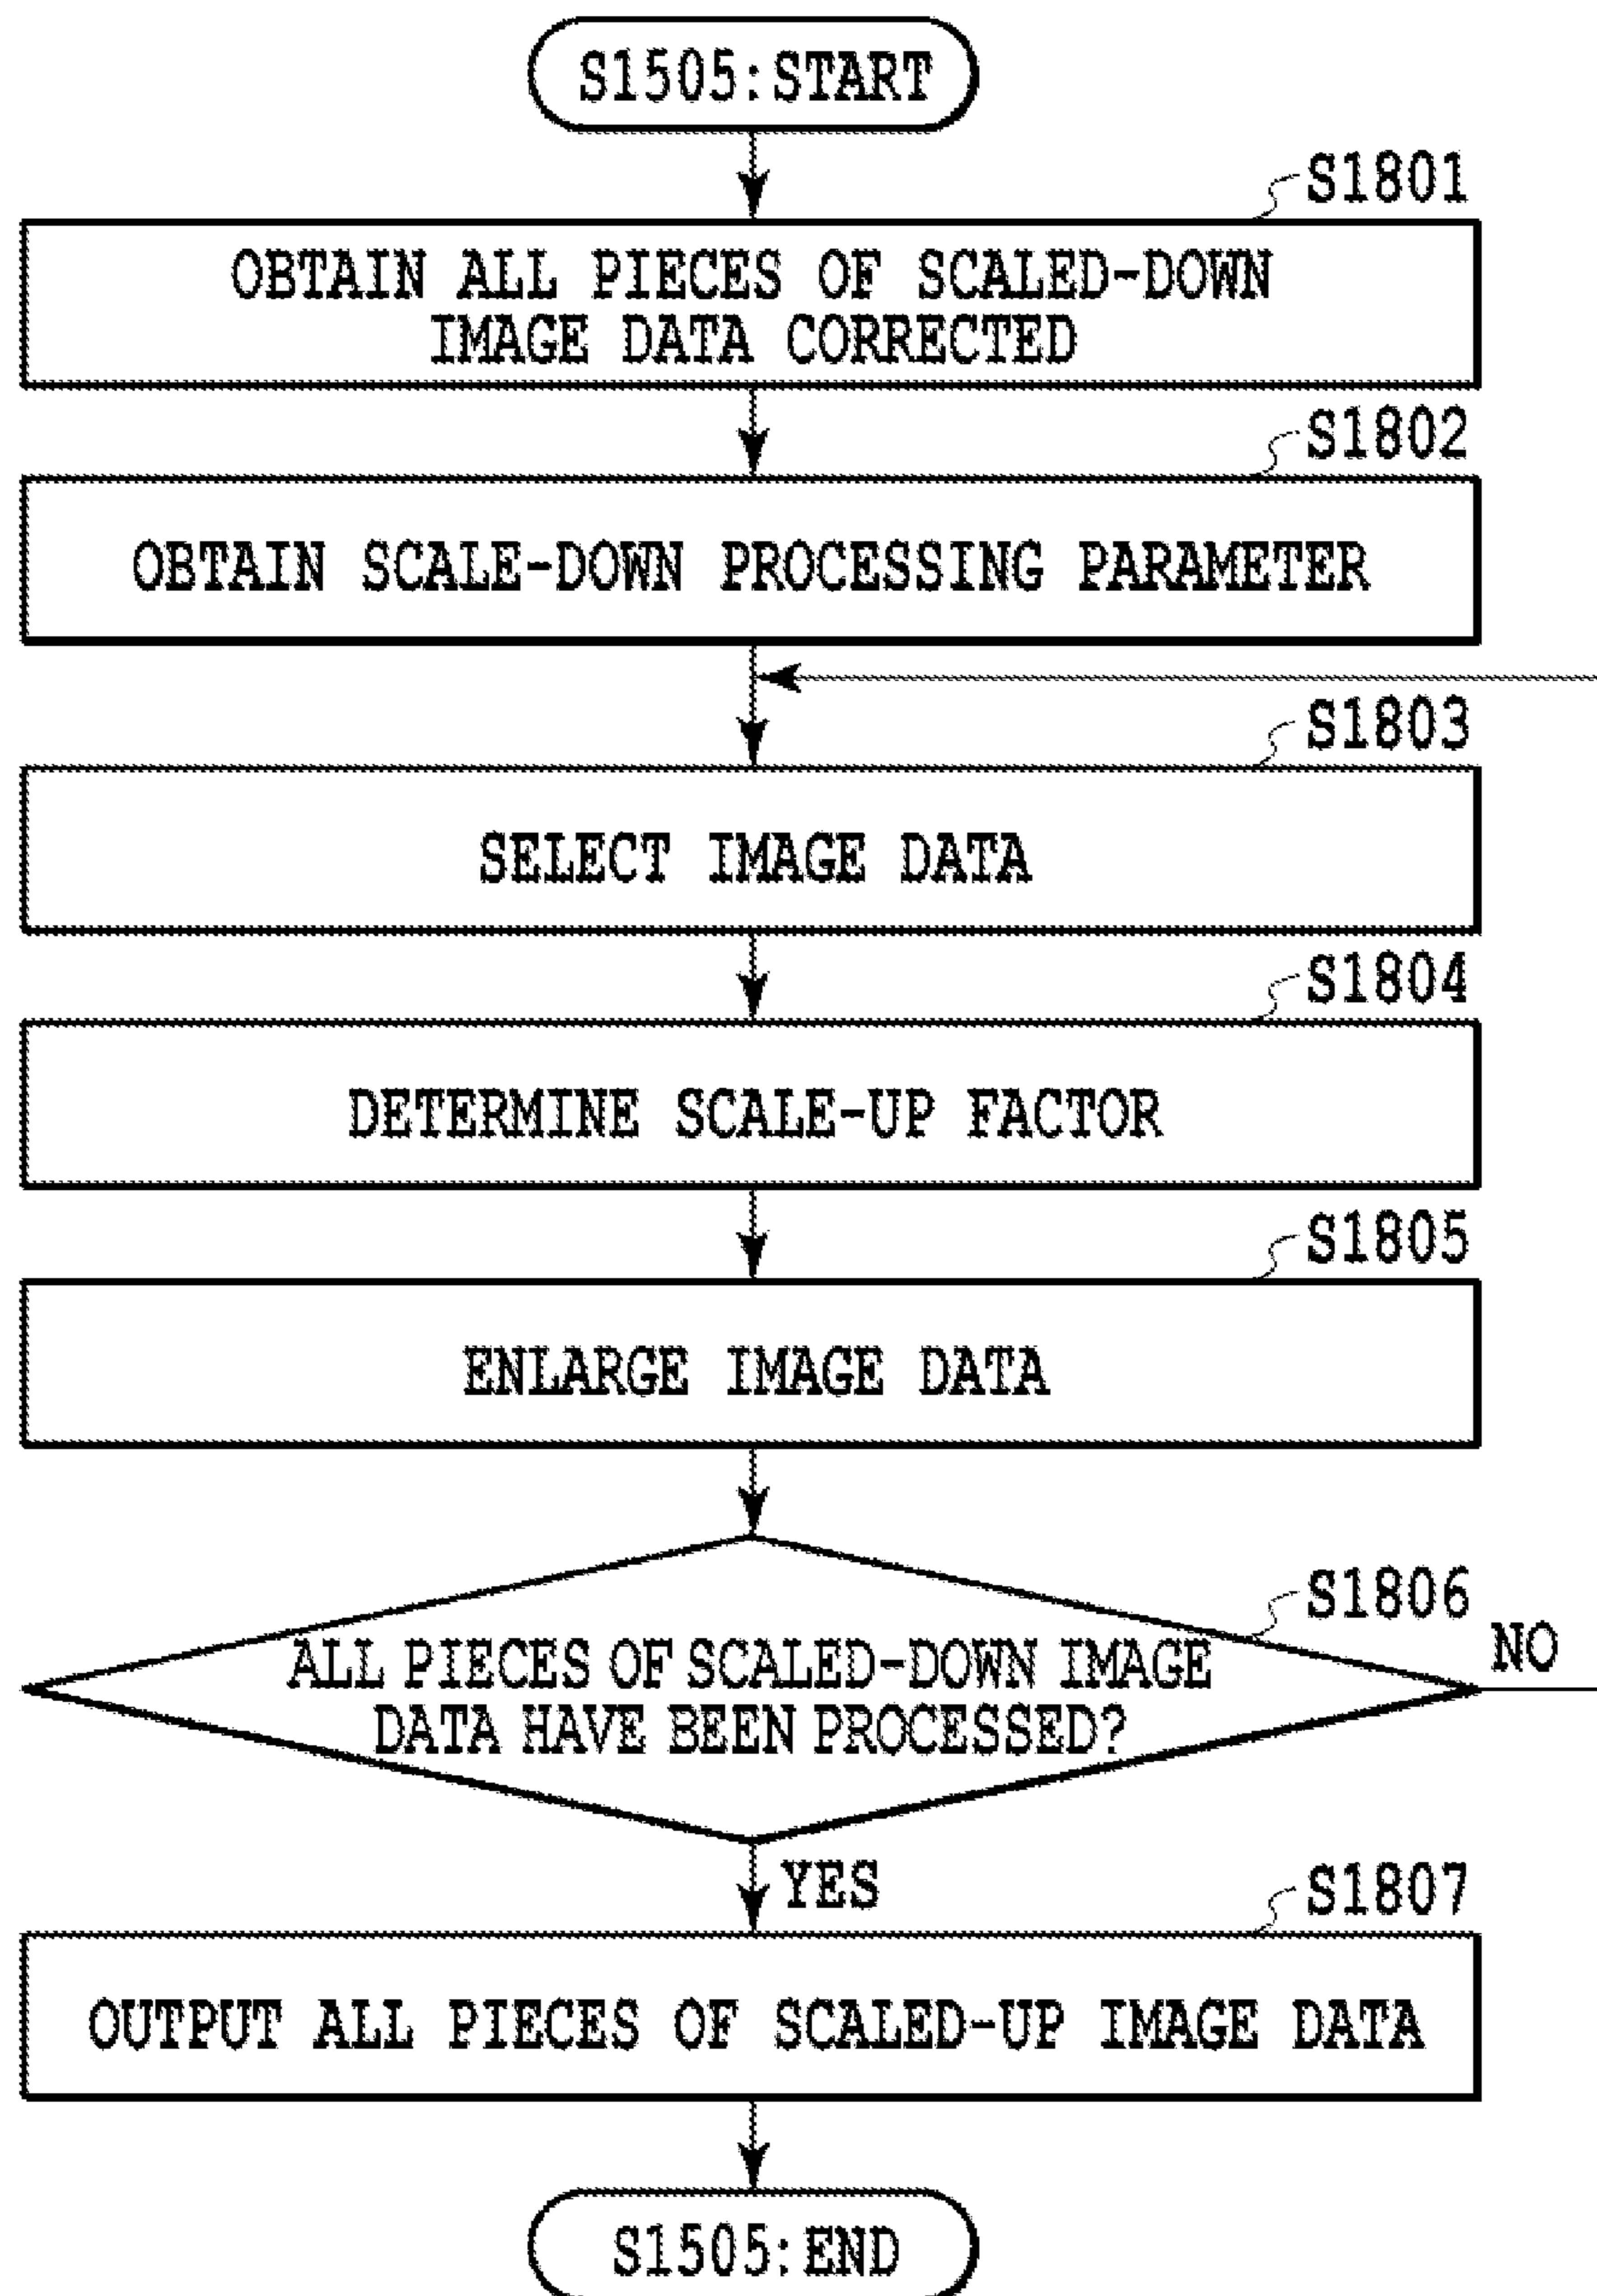 S1505:START
S1801
OBTAIN ALL PIECES OF SCALED-DOWN
IMAGE DATA CORRECTED
S1802
OBTAIN SCALE-DOWN PROCESSING PARAMETER
S1803
SELECT IMAGE DATA
S1804
DETERMINE SCALE-UP FACTOR
S1805
ENLARGE IMAGE DATA
S1806
ALL PIECES OF SCALED-DOWN IMAGE
DATA HAVE BEEN PROCESSED?
NO
YES
S1807
OUTPUT ALL PIECES OF SCALED-UP IMAGE DATA
S1505:END